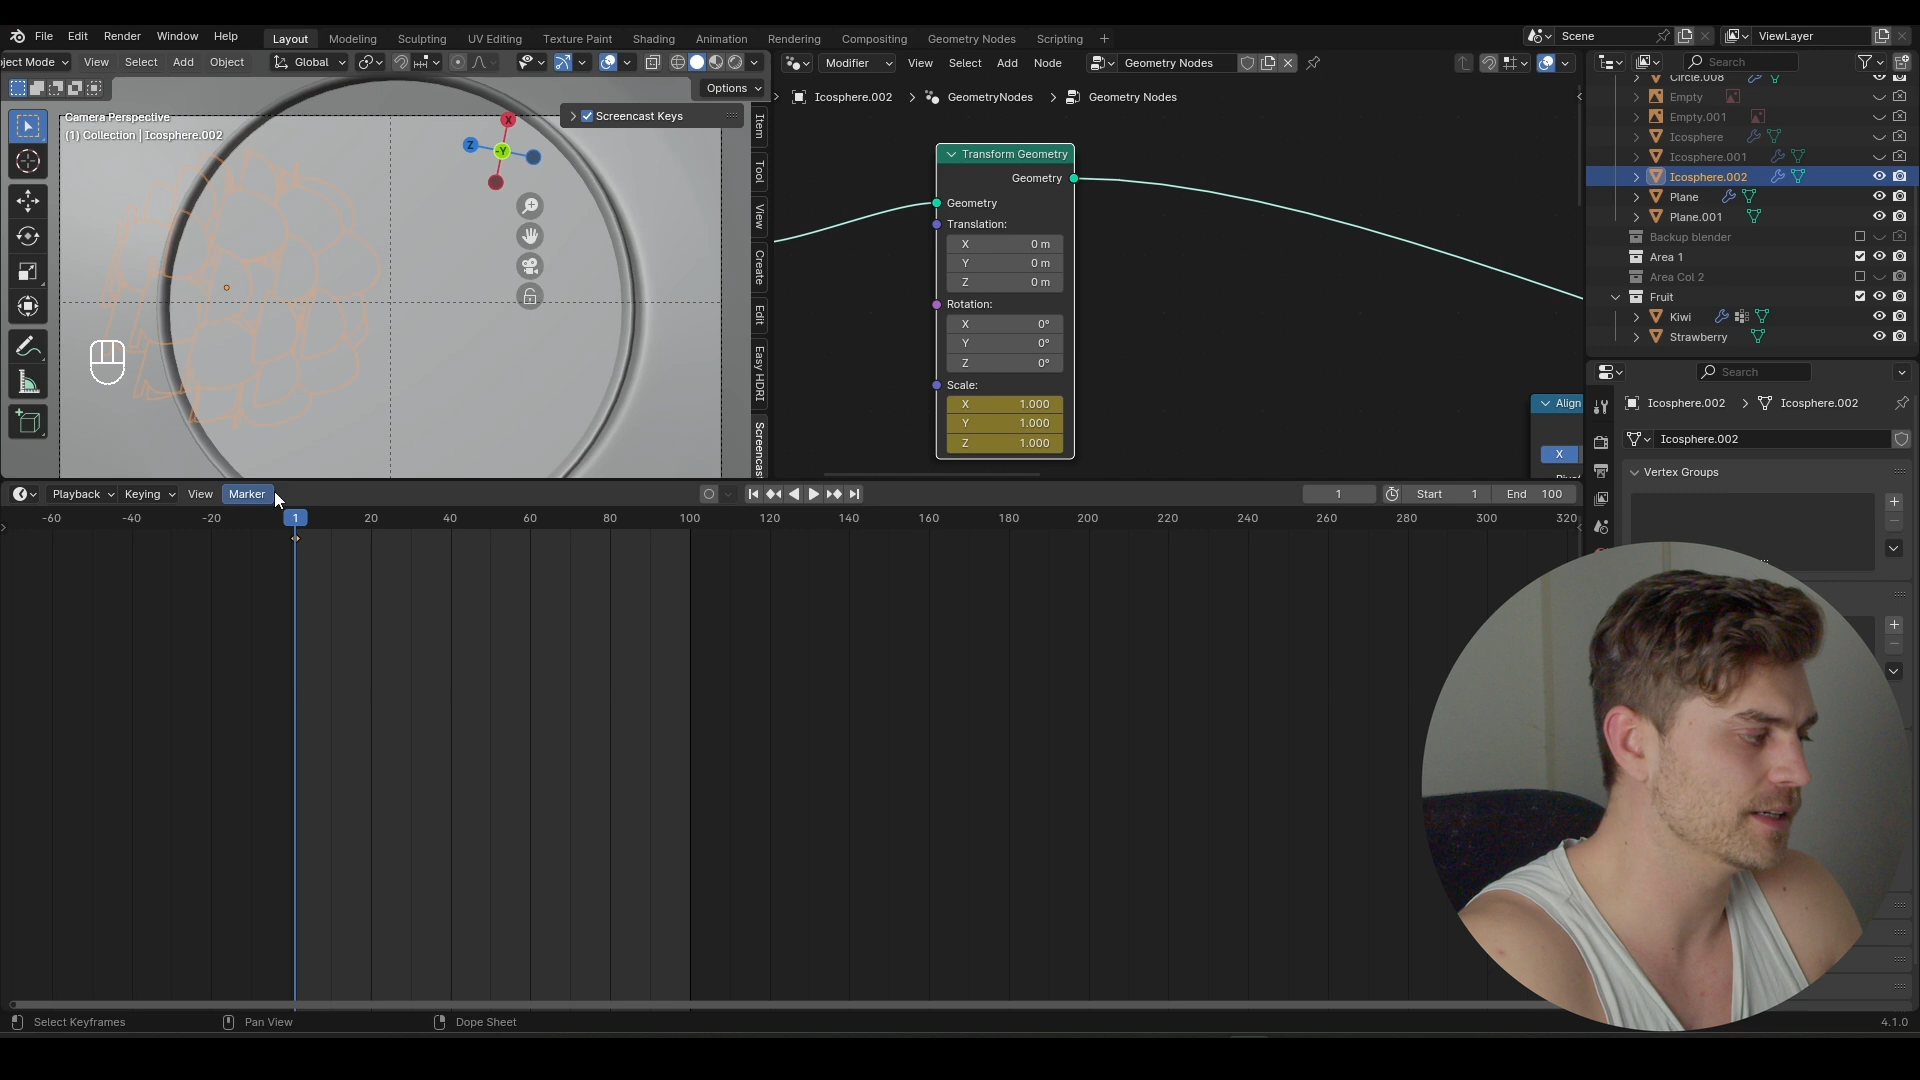 File Edit Render Window Help
Layout Modeling Sculpting UV Editing Texture Paint Shading Animation Rendering Compositing Geometry Nodes Scripting +
Scene ViewLayer
ject Mode View Select Add Object Global
Modifier View Select Add Node Geometry Nodes
Search
Options
Camera Perspective
(1) Collection | Icosphere.002
Screencast Keys
X
Z
-Y
Item
Tool
View
Create
Edit
Easy HDRI
Screencast
Icosphere.002 > GeometryNodes > Geometry Nodes
Transform Geometry
Geometry
Geometry
Translation:
X 0 m
Y 0 m
Z 0 m
Rotation:
X 0°
Y 0°
Z 0°
Scale:
X 1.000
Y 1.000
Z 1.000
Align
X
Circle.008
Empty
Empty.001
Icosphere
Icosphere.001
Icosphere.002
Plane
Plane.001
Backup blender
Area 1
Area Col 2
Fruit
Kiwi
Strawberry
Search
Icosphere.002 > Icosphere.002
Icosphere.002
Vertex Groups
Playback Keying View Marker
1 Start 1 End 100
-60 -40 -20 1 20 40 60 80 100 120 140 160 180 200 220 240 260 280 300 320
Select Keyframes Pan View Dope Sheet
4.1.0